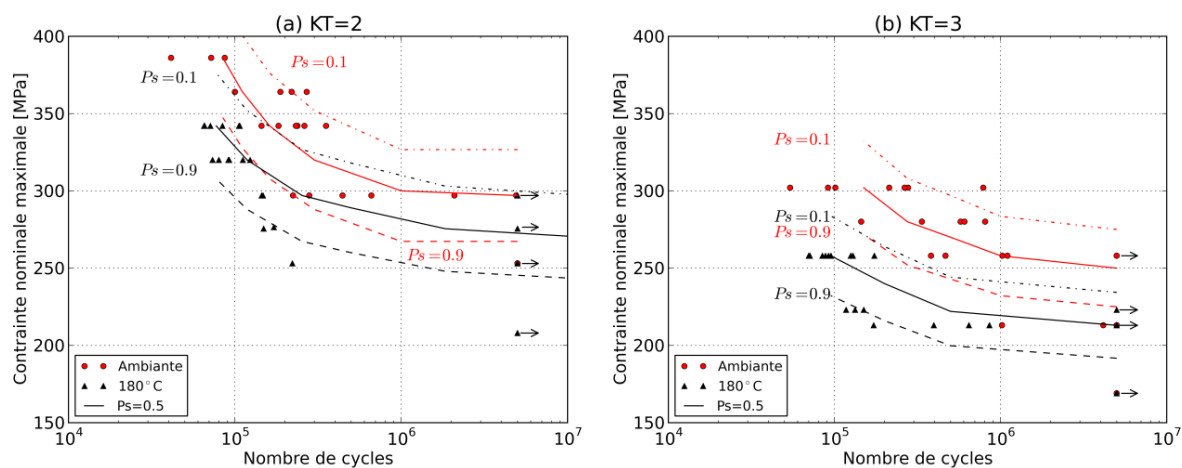 (a) KT=2
Contrainte nominale maximale [MPa]
400
350
300
250
200
150
Ps=0.1
Ps=0.1
Ps=0.9
Ps=0.9
Ambiante
180°C
Ps=0.5
10^4
10^5
10^6
10^7
Nombre de cycles
(b) KT=3
Contrainte nominale maximale [MPa]
400
350
300
250
200
150
Ps=0.1
Ps=0.1
Ps=0.9
Ps=0.9
Ambiante
180°C
Ps=0.5
10^4
10^5
10^6
10^7
Nombre de cycles